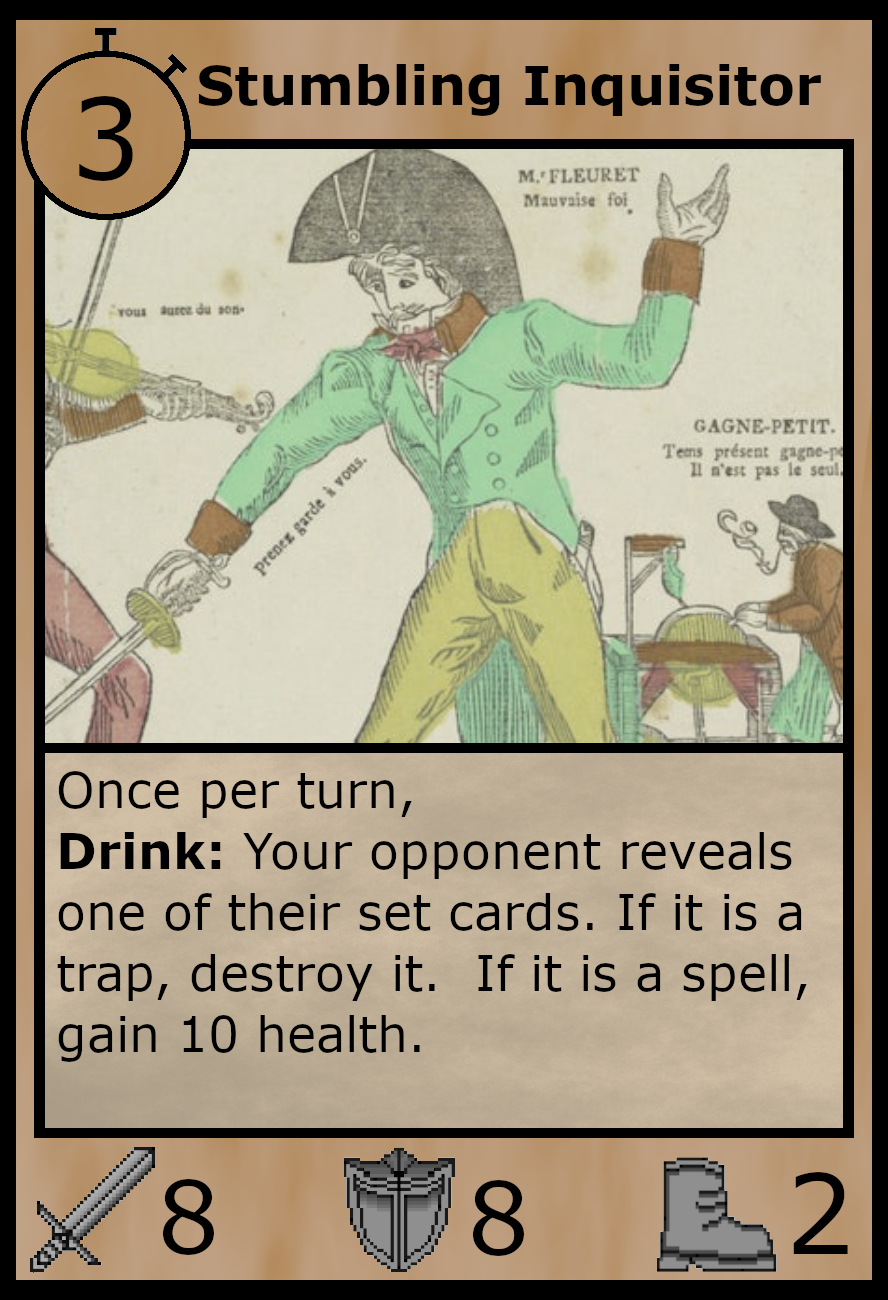 3
Stumbling Inquisitor
M.r FLEURET
Mauvaise foi.
vous aurez du son-
prenez garde à vous.
GAGNE-PETIT.
Tems présent gagne-pe
Il n'est pas le seul.
Once per turn,
Drink: Your opponent reveals
one of their set cards. If it is a
trap, destroy it.  If it is a spell,
gain 10 health.
8
8
2